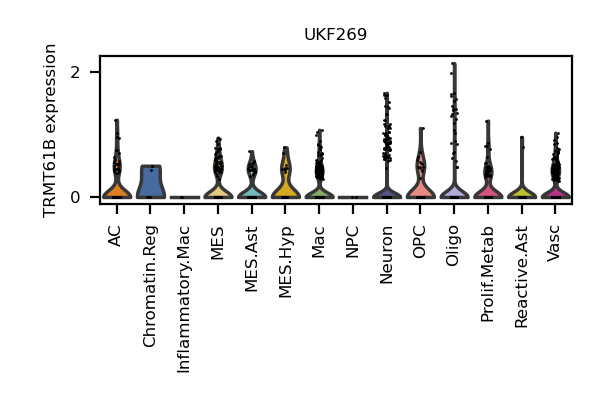 UKF269
TRMT61B expression
2
0
AC
Chromatin.Reg
Inflammatory.Mac
MES
MES.Ast
MES.Hyp
Mac
NPC
Neuron
OPC
Oligo
Prolif.Metab
Reactive.Ast
Vasc